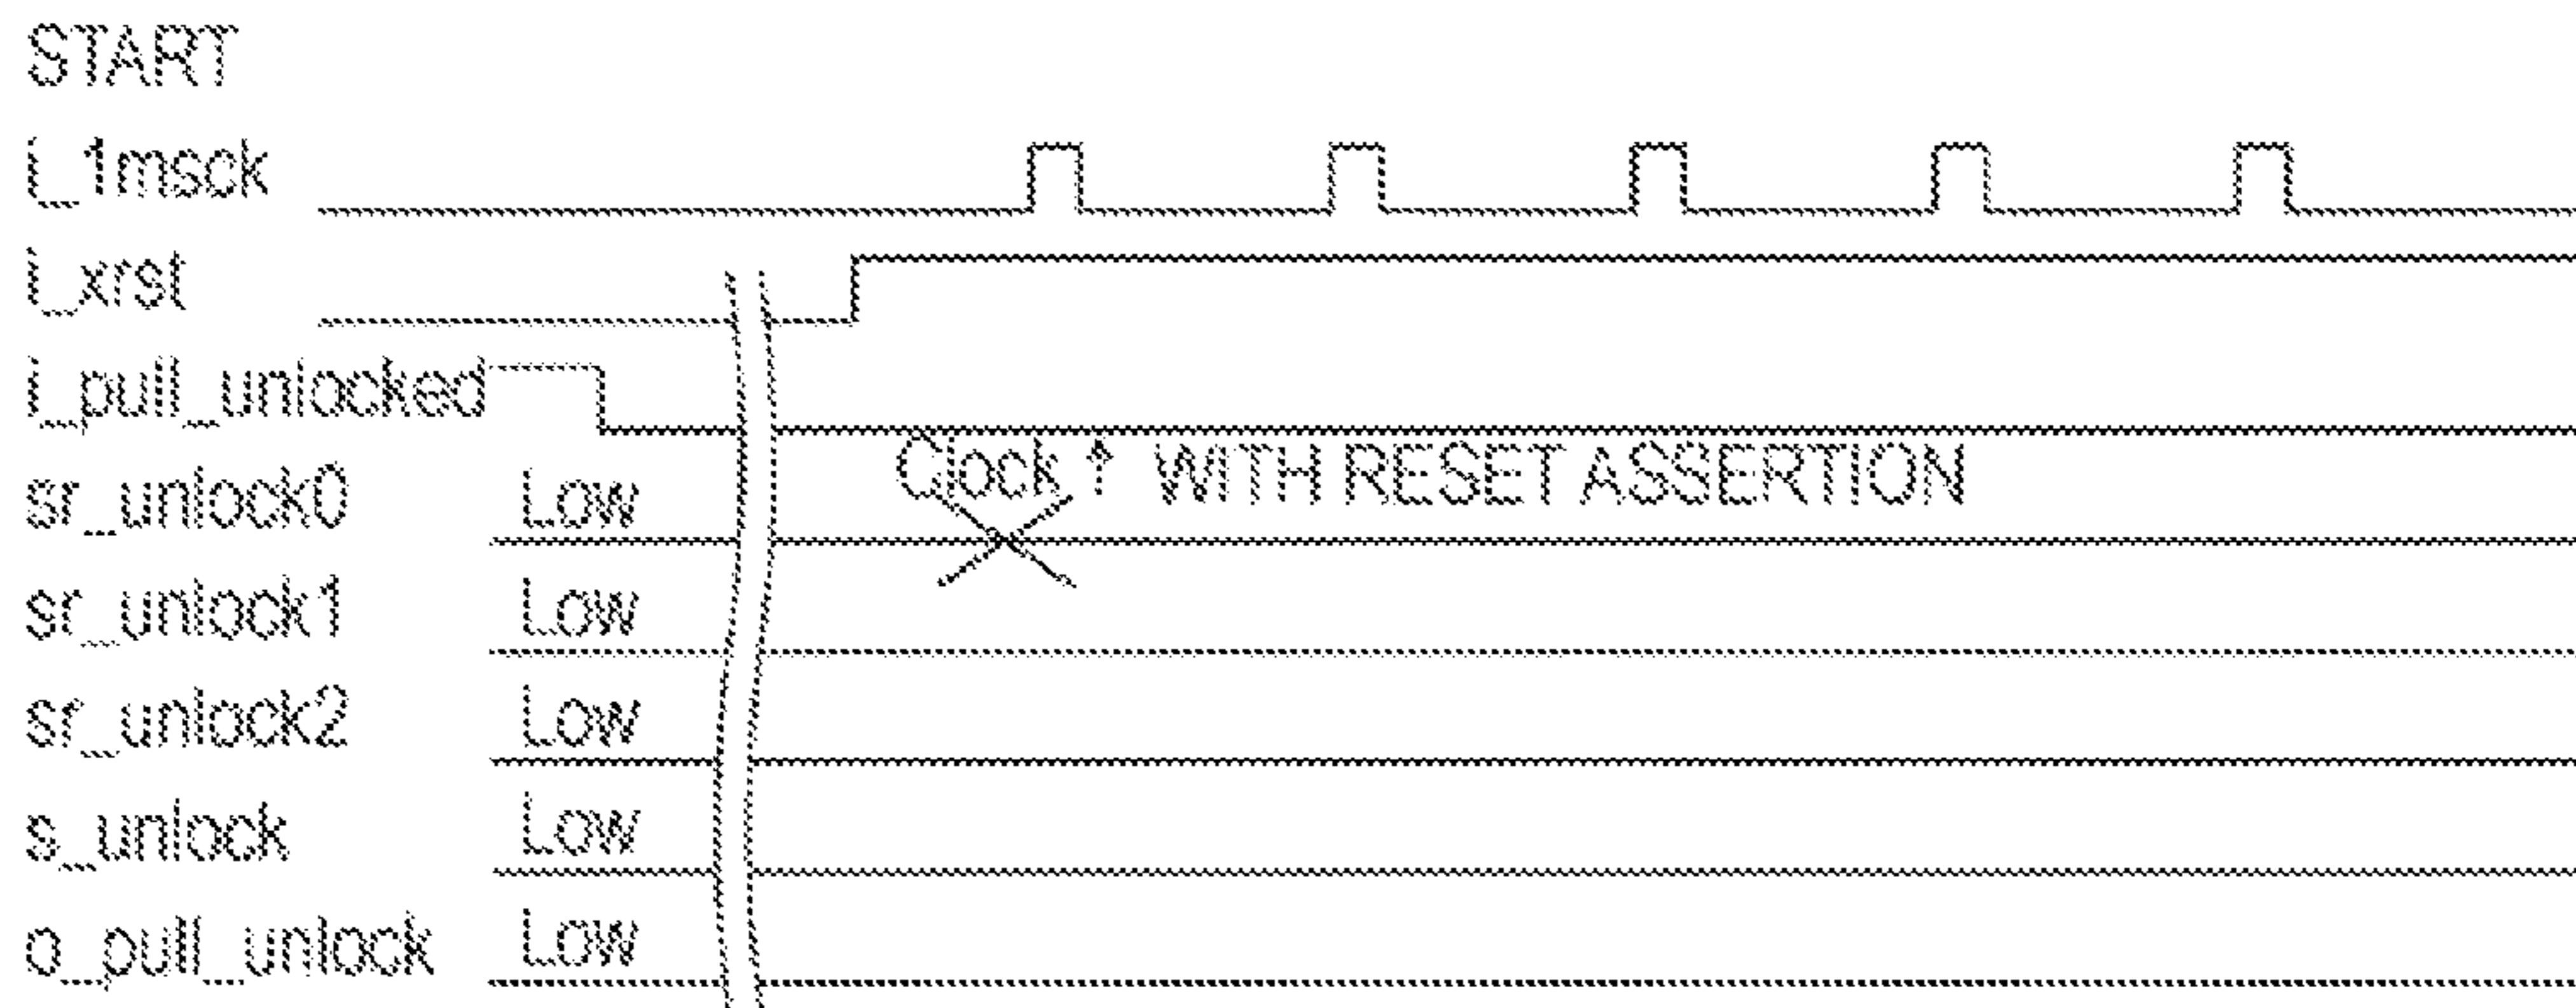 START
i_1msck
i_xrst
i_pull_unlocked
Clock ↑ WITH RESET ASSERTION
sr_unlock0 Low
sr_unlock1 Low
sr_unlock2 Low
s_unlock Low
o_pull_unlock Low